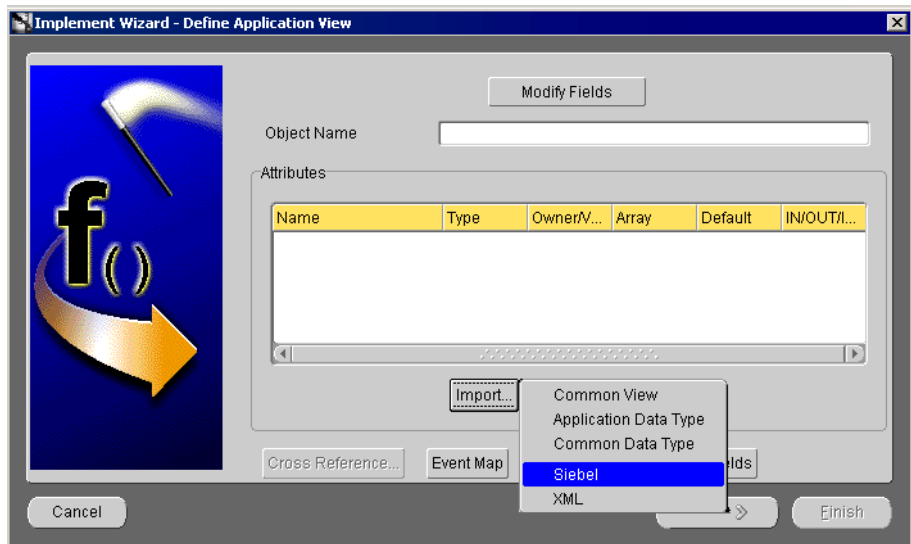 Implement Wizard - Define Application View
Modify Fields
Object Name
Attributes
Name Type Owner/V... Array Default IN/OUT/I...
f()
Import...
Common View
Application Data Type
Common Data Type
Siebel
XML
Cross Reference...
Event Map
Cancel
Finish